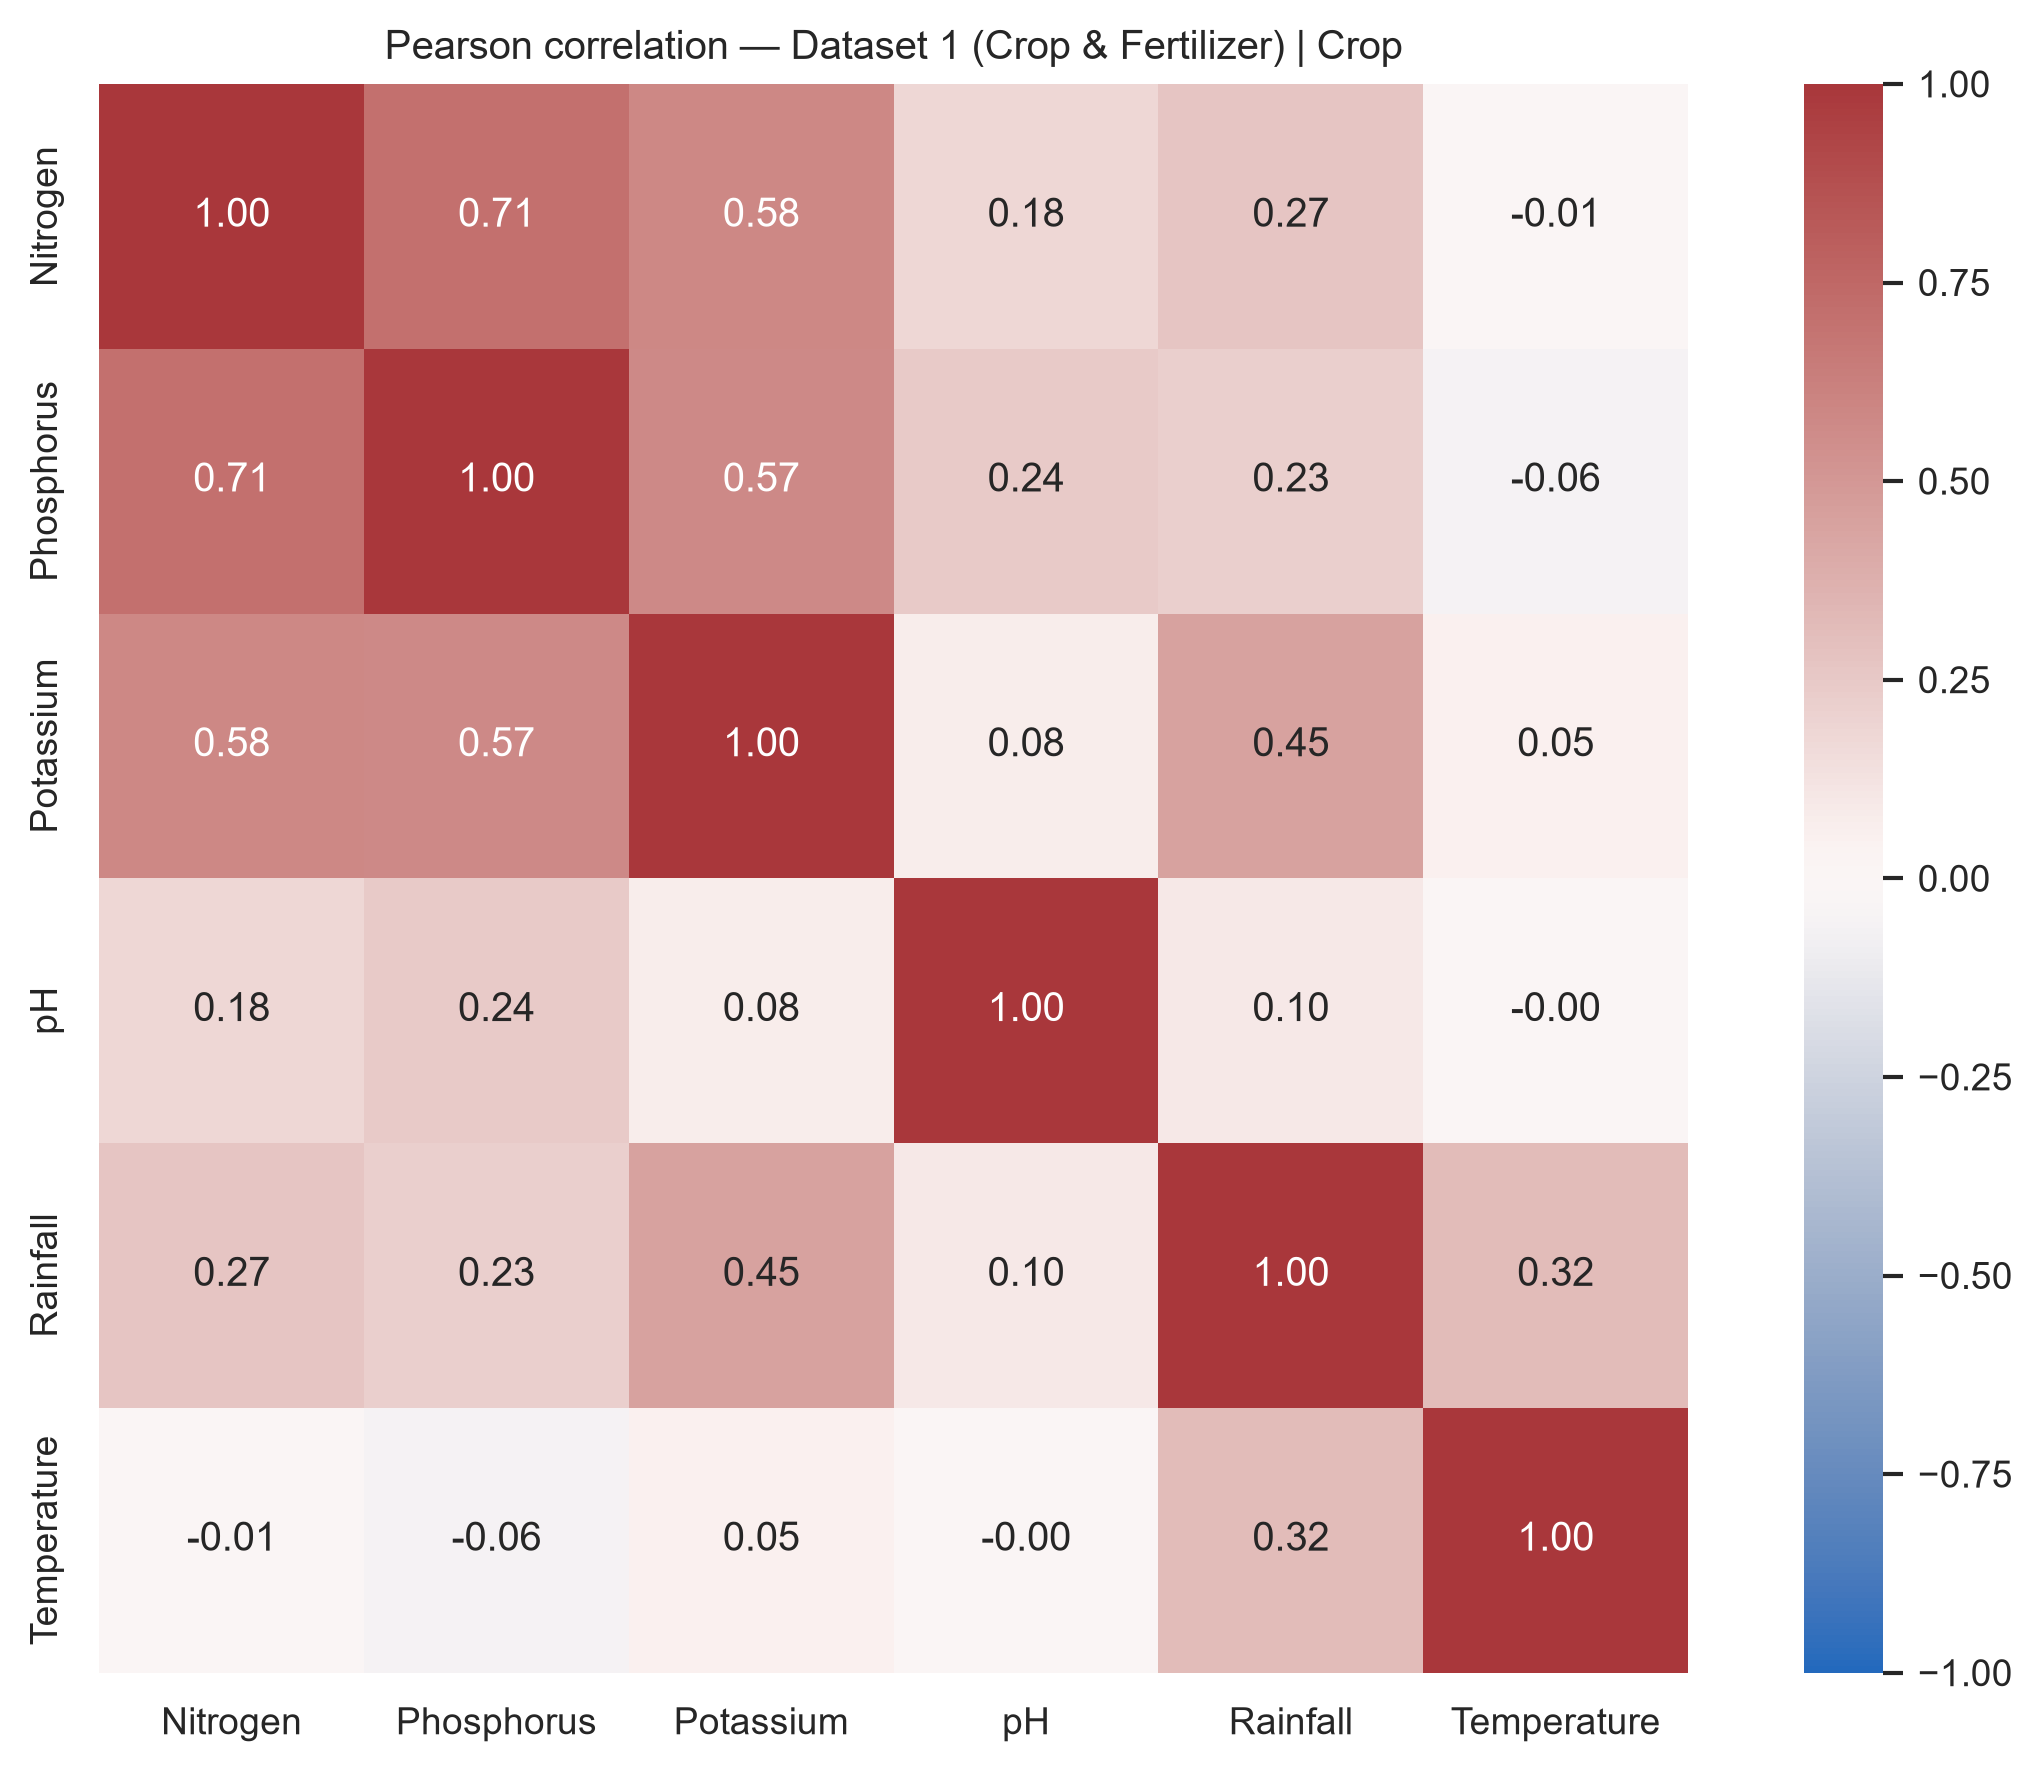 Pearson correlation — Dataset 1 (Crop & Fertilizer) | Crop
Nitrogen 1.00 0.71 0.58 0.18 0.27 -0.01
Phosphorus 0.71 1.00 0.57 0.24 0.23 -0.06
Potassium 0.58 0.57 1.00 0.08 0.45 0.05
pH 0.18 0.24 0.08 1.00 0.10 -0.00
Rainfall 0.27 0.23 0.45 0.10 1.00 0.32
Temperature -0.01 -0.06 0.05 -0.00 0.32 1.00
Nitrogen Phosphorus Potassium pH Rainfall Temperature
1.00
0.75
0.50
0.25
0.00
−0.25
−0.50
−0.75
−1.00